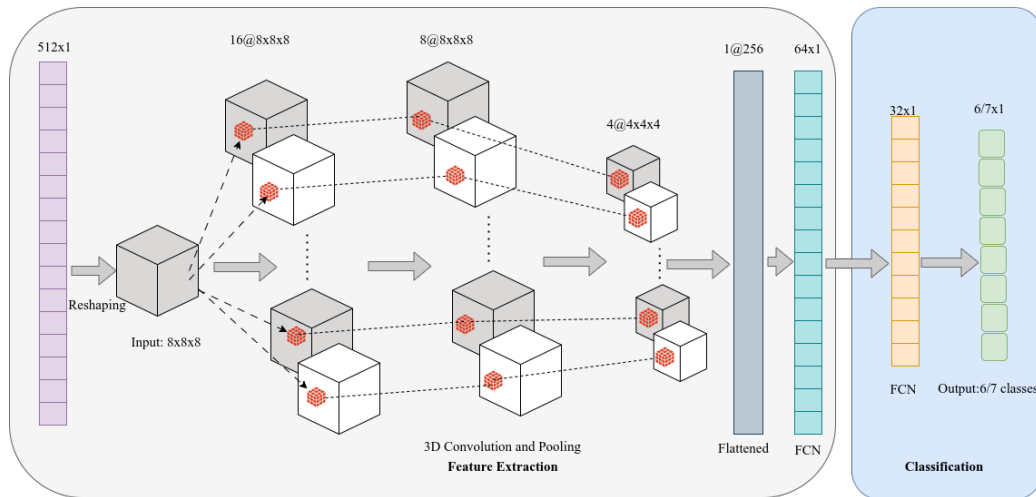 512x1
16@8x8x8
8@8x8x8
4@4x4x4
1@256
64x1
32x1
6/7x1
Reshaping
Input: 8x8x8
3D Convolution and Pooling
Feature Extraction
Flattened
FCN
FCN
Output:6/7 classes
Classification